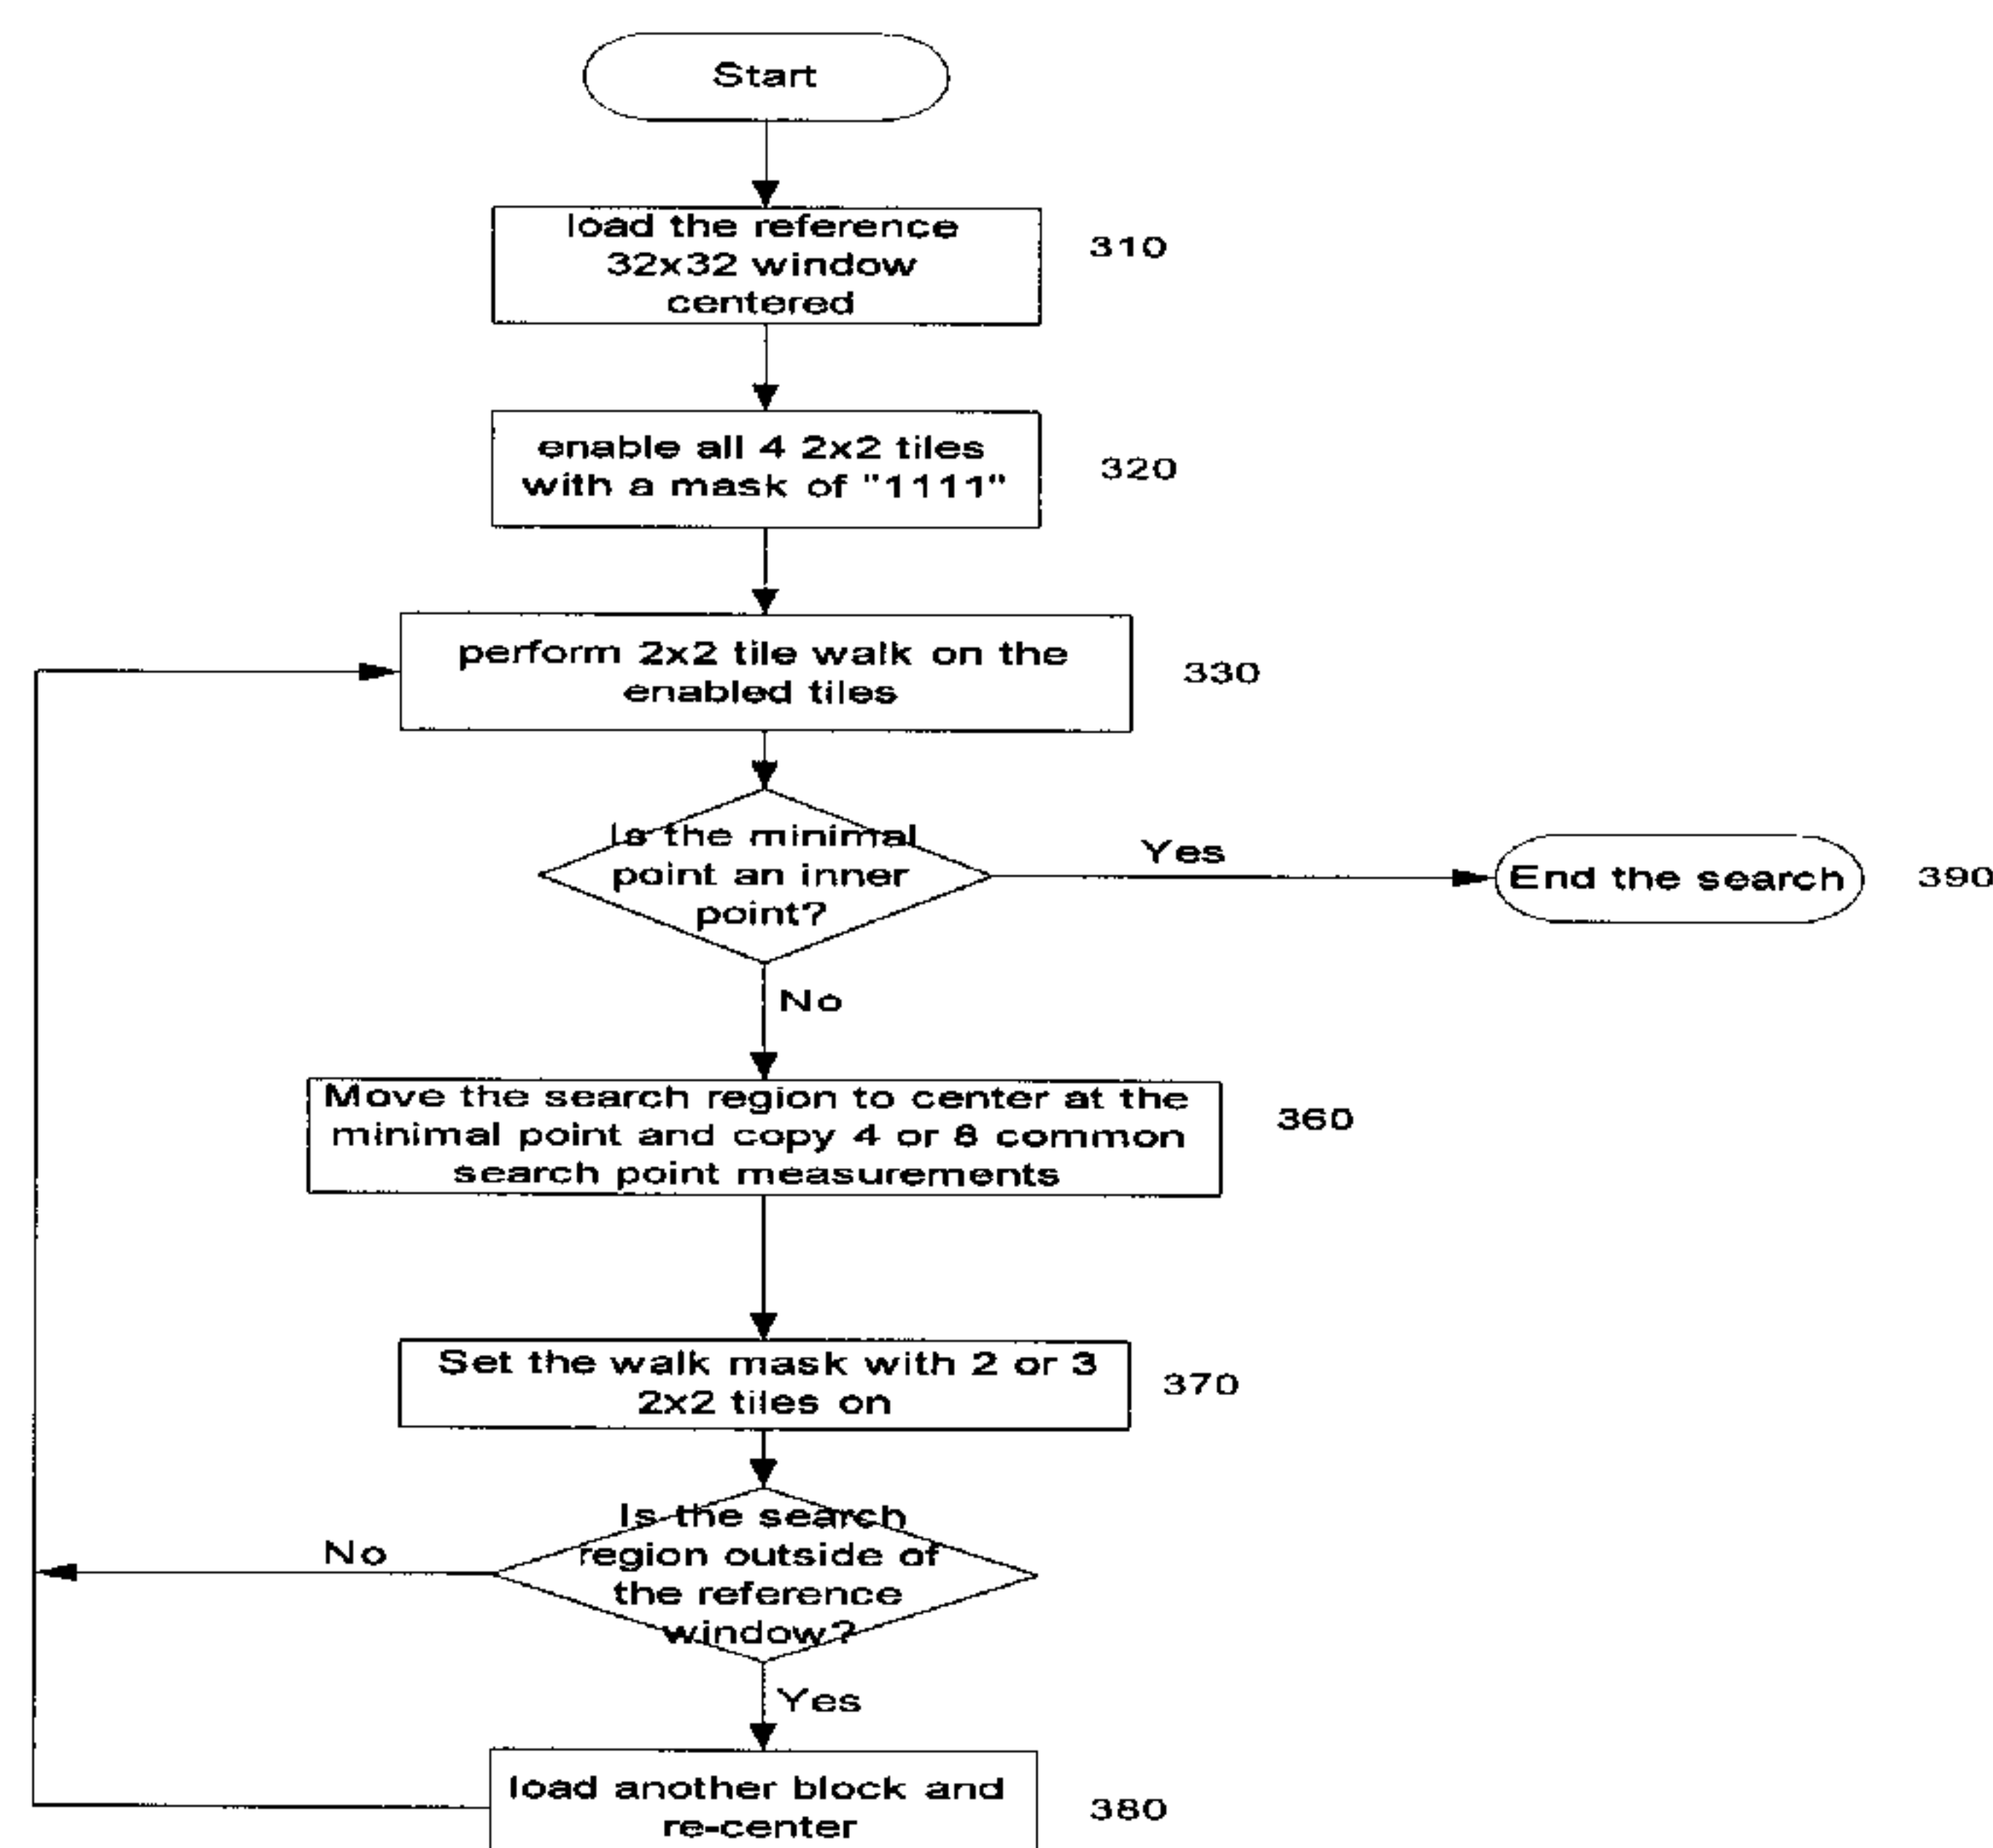 Start
load the reference
32x32 window
centered
310
enable all 4 2x2 tiles
with a mask of "1111"
320
perform 2x2 tile walk on the
enabled tiles
330
Is the minimal
point an inner
point?
Yes
End the search
390
No
Move the search region to center at the
minimal point and copy 4 or 8 common
search point measurements
360
Set the walk mask with 2 or 3
2x2 tiles on
370
Is the search
region outside of
the reference
window?
No
Yes
load another block and
re-center
380